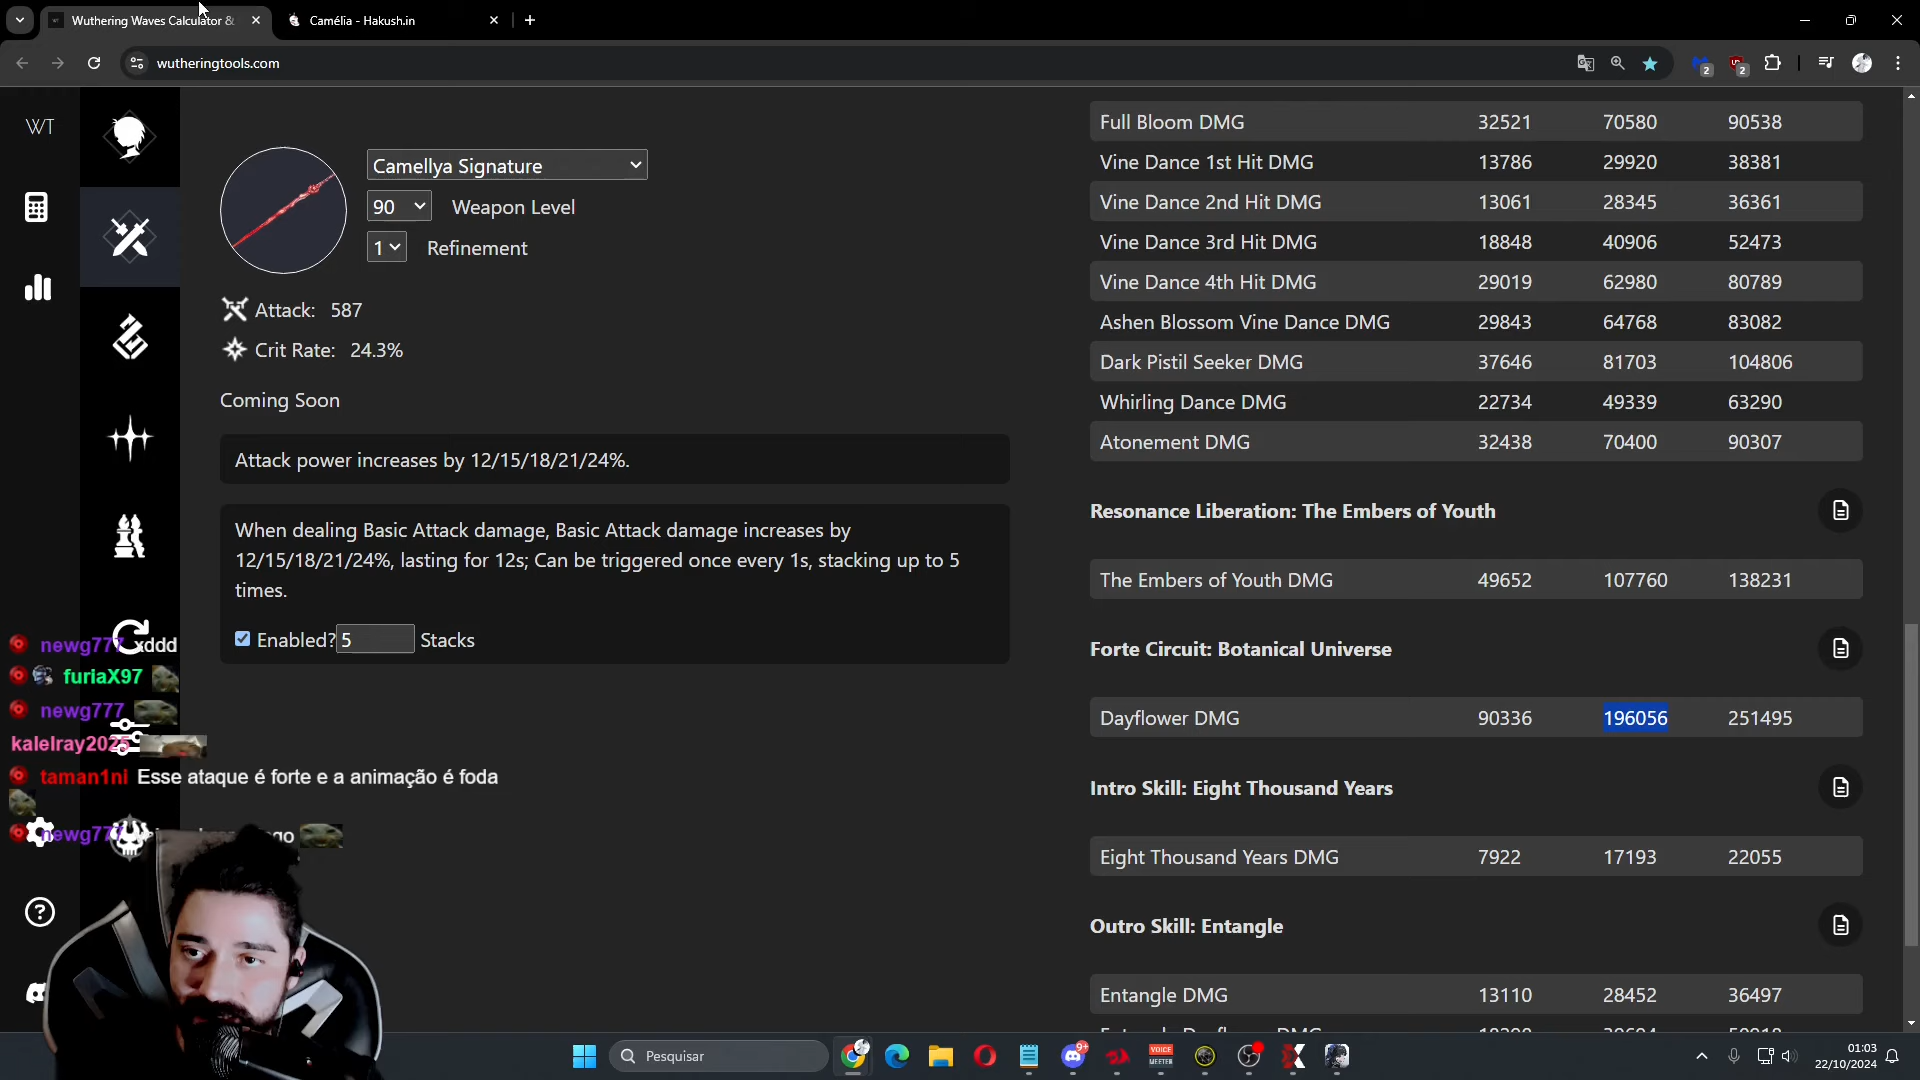 Wuthering Waves Calculator &
Camélia - Hakush.in
wutheringtools.com
2
2
WT
Camellya Signature
90
Weapon Level
1
Refinement
Attack: 587
Crit Rate: 24.3%
Coming Soon
Attack power increases by 12/15/18/21/24%.
When dealing Basic Attack damage, Basic Attack damage increases by
12/15/18/21/24%, lasting for 12s; Can be triggered once every 1s, stacking up to 5
times.
Enabled? 5 Stacks
Full Bloom DMG 32521 70580 90538
Vine Dance 1st Hit DMG 13786 29920 38381
Vine Dance 2nd Hit DMG 13061 28345 36361
Vine Dance 3rd Hit DMG 18848 40906 52473
Vine Dance 4th Hit DMG 29019 62980 80789
Ashen Blossom Vine Dance DMG 29843 64768 83082
Dark Pistil Seeker DMG 37646 81703 104806
Whirling Dance DMG 22734 49339 63290
Atonement DMG 32438 70400 90307
Resonance Liberation: The Embers of Youth
The Embers of Youth DMG 49652 107760 138231
Forte Circuit: Botanical Universe
Dayflower DMG 90336 196056 251495
Intro Skill: Eight Thousand Years
Eight Thousand Years DMG 7922 17193 22055
Outro Skill: Entangle
Entangle DMG 13110 28452 36497
newg777 xddd
furiaX97
newg777
kalelray2025
taman1ni Esse ataque é forte e a animação é foda
newg777
Pesquisar
9+
VOICE
MEETER
01:03
22/10/2024